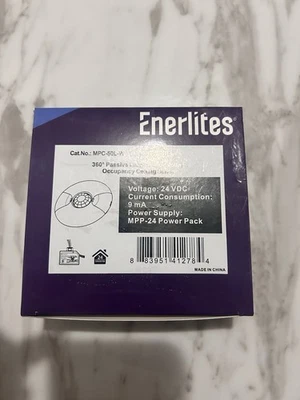 Enerlites
Cat.No.: MPC-50L-W
360° Passive
Occupancy Ceiling
Voltage: 24 VDC
Current Consumption:
9 mA
Power Supply:
MPP-24 Power Pack
8 83951 41278 4
MADE IN CHINA